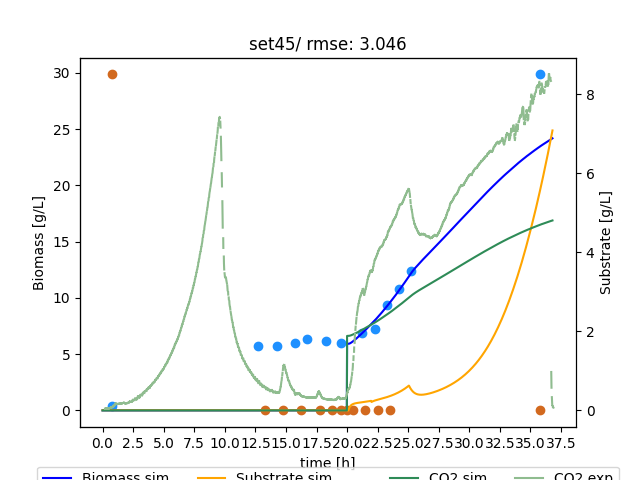 set45/ rmse: 3.046
30
25
20
15
10
5
0
Biomass [g/L]
8
6
4
2
0
Substrate [g/L]
0.0 2.5 5.0 7.5 10.0 12.5 15.0 17.5 20.0 22.5 25.0 27.5 30.0 32.5 35.0 37.5
time [h]
Biomass sim Substrate sim CO2 sim CO2 exp